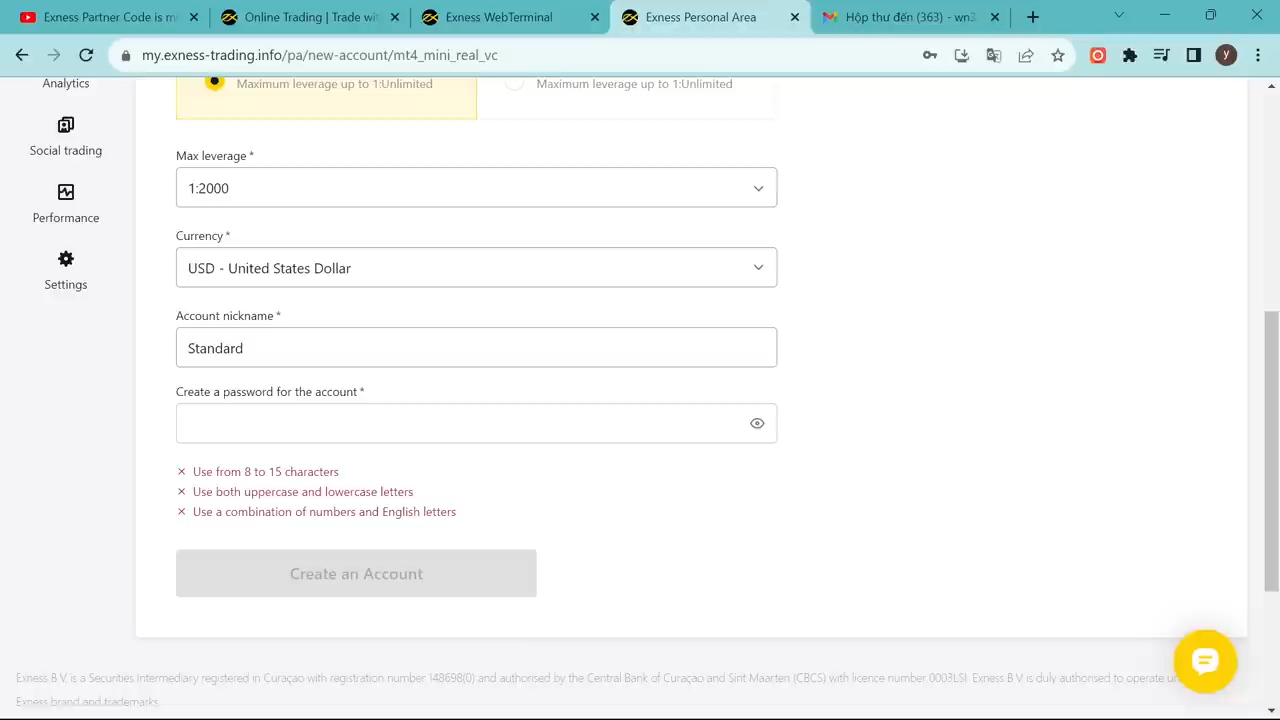 Exness Partner Code is n
Online Trading | Trade wit
Exness WebTerminal
Exness Personal Area
Hộp thư đến (363) - wn3
my.exness-trading.info/pa/new-account/mt4_mini_real_vc
y
Analytics
Social trading
Performance
Settings
Maximum leverage up to 1:Unlimited
Maximum leverage up to 1:Unlimited
Max leverage *
1:2000
Currency *
USD - United States Dollar
Account nickname *
Standard
Create a password for the account *
× Use from 8 to 15 characters
× Use both uppercase and lowercase letters
× Use a combination of numbers and English letters
Create an Account
Exness B.V. is a Securities Intermediary registered in Curaçao with registration number 148698(0) and authorised by the Central Bank of Curaçao and Sint Maarten (CBCS) with licence number 0003LSI. Exness B.V. is duly authorised to operate un
Exness brand and trademarks.